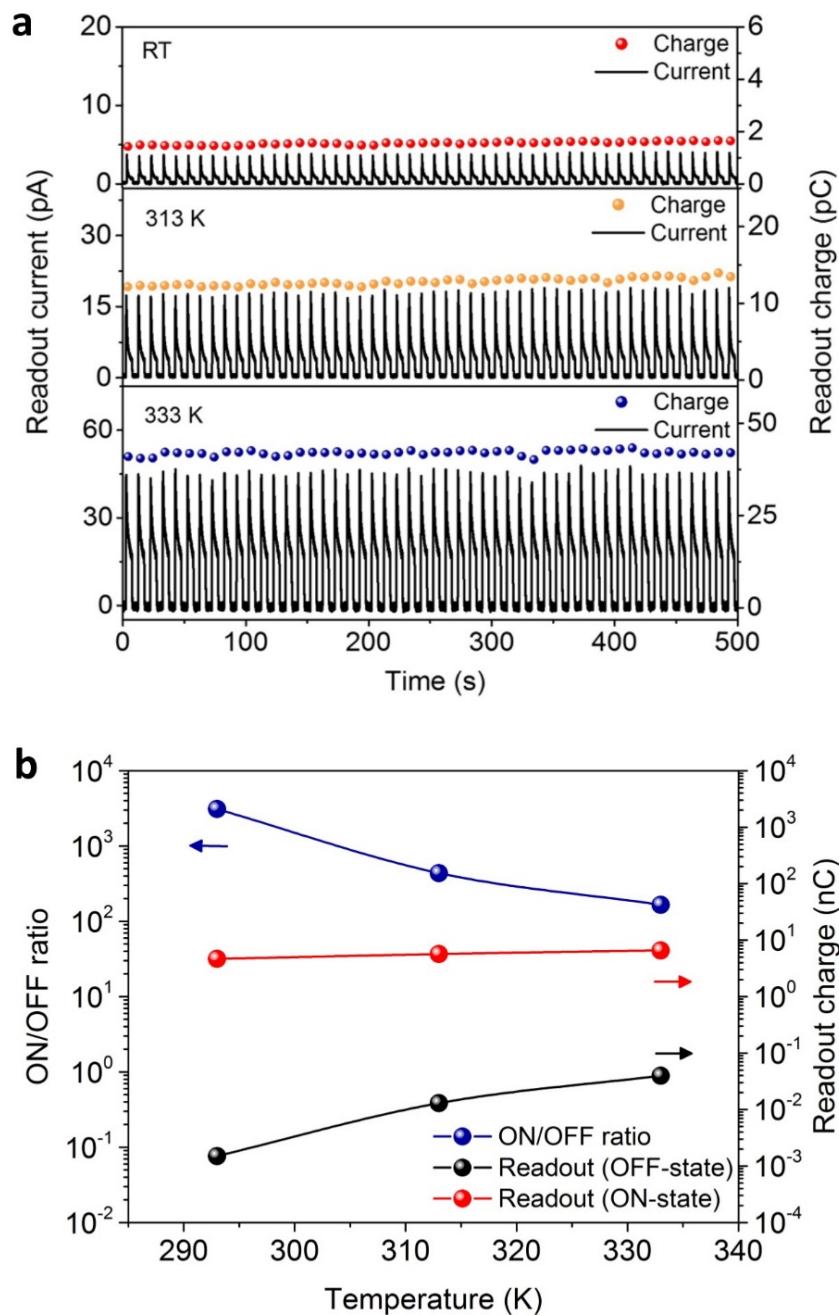 a
RT
Charge
Current
20
10
0
6
4
2
0
313 K
Charge
Current
30
15
0
20
10
0
333 K
Charge
Current
60
30
0
50
25
0
Readout current (pA)
Readout charge (pC)
0 100 200 300 400 500
Time (s)
b
10^4
10^3
10^2
10^1
10^0
10^-1
10^-2
ON/OFF ratio
10^4
10^3
10^2
10^1
10^0
10^-1
10^-2
10^-3
10^-4
Readout charge (nC)
ON/OFF ratio
Readout (OFF-state)
Readout (ON-state)
290 300 310 320 330 340
Temperature (K)